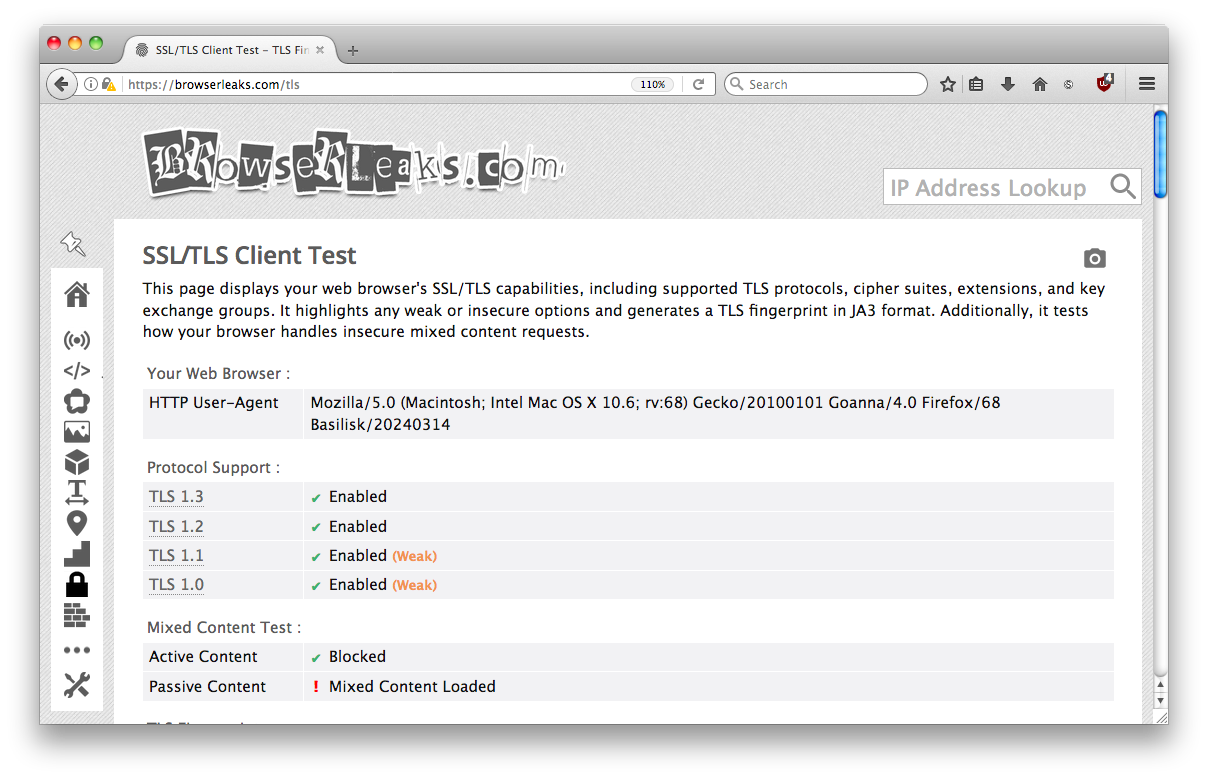 SSL/TLS Client Test – TLS Fin
https://browserleaks.com/tls
110%
Search
BRowseRLeaks.com
IP Address Lookup
SSL/TLS Client Test
This page displays your web browser's SSL/TLS capabilities, including supported TLS protocols, cipher suites, extensions, and key
exchange groups. It highlights any weak or insecure options and generates a TLS fingerprint in JA3 format. Additionally, it tests
how your browser handles insecure mixed content requests.
Your Web Browser :
HTTP User-Agent
Mozilla/5.0 (Macintosh; Intel Mac OS X 10.6; rv:68) Gecko/20100101 Goanna/4.0 Firefox/68
Basilisk/20240314
Protocol Support :
TLS 1.3 ✔ Enabled
TLS 1.2 ✔ Enabled
TLS 1.1 ✔ Enabled (Weak)
TLS 1.0 ✔ Enabled (Weak)
Mixed Content Test :
Active Content ✔ Blocked
Passive Content ! Mixed Content Loaded